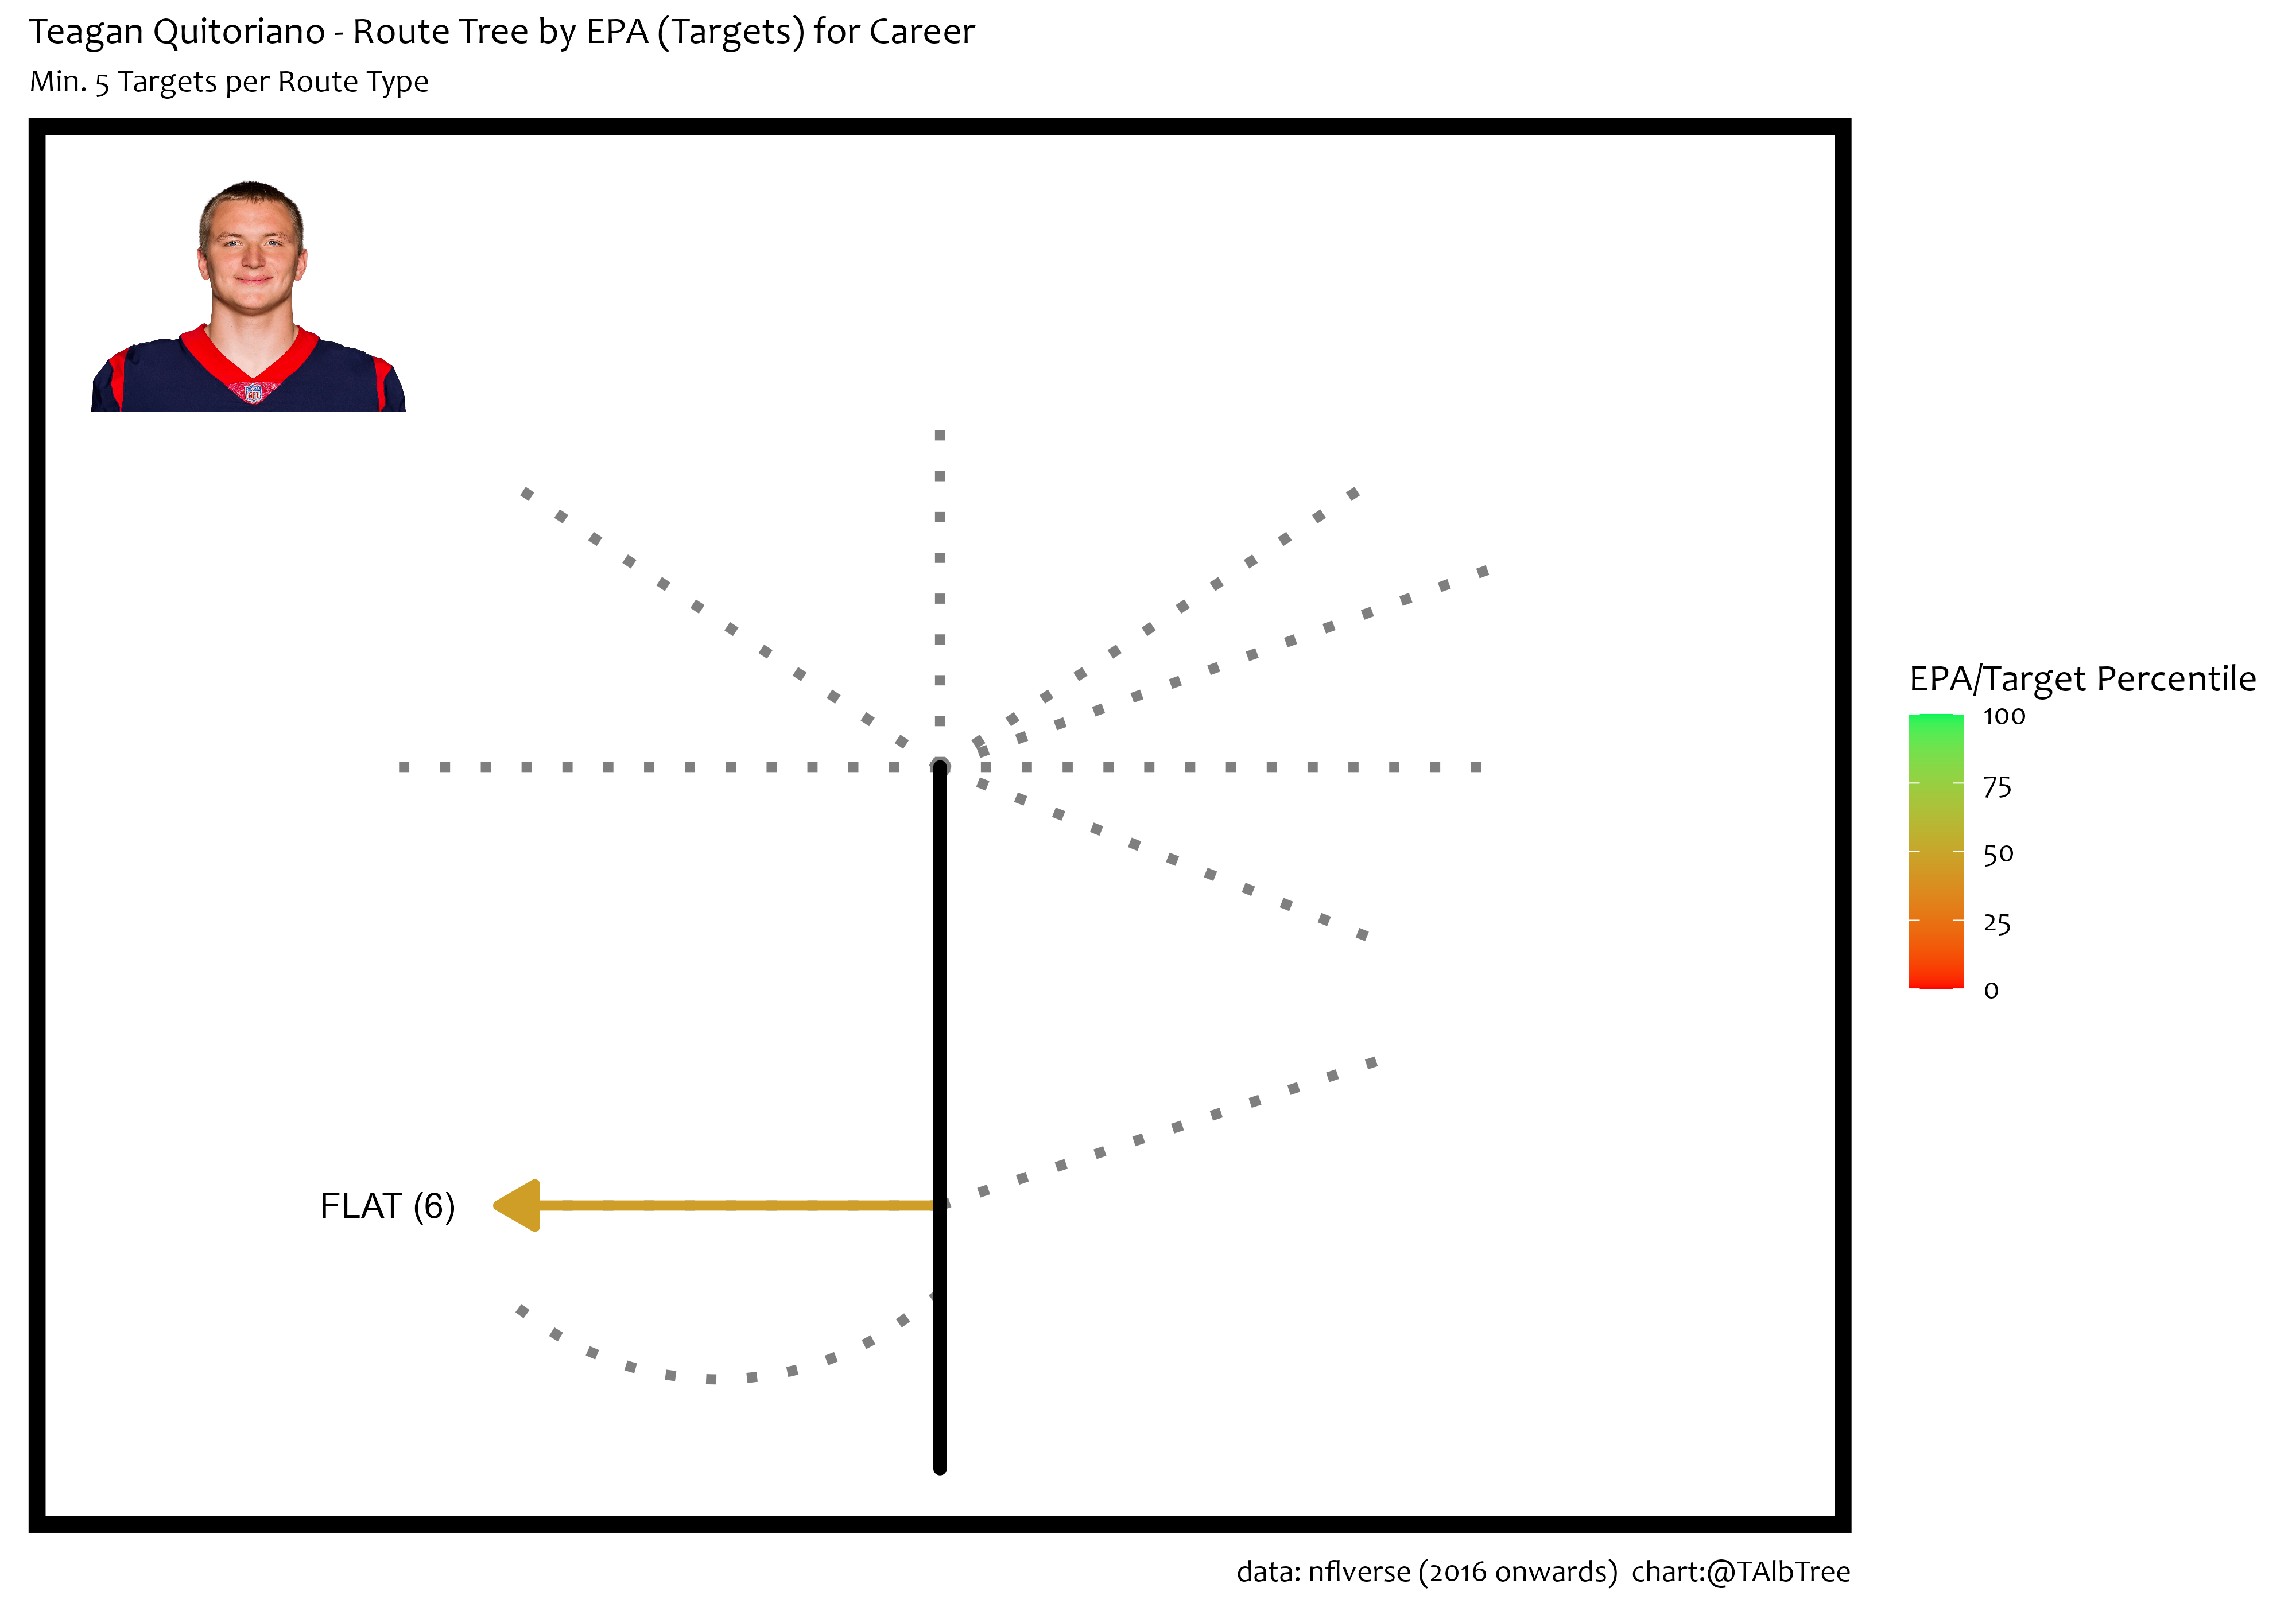 Teagan Quitoriano - Route Tree by EPA (Targets) for Career
Min. 5 Targets per Route Type
EPA/Target Percentile
100
75
50
25
0
FLAT (6)
data: nflverse (2016 onwards)  chart:@TAlbTree